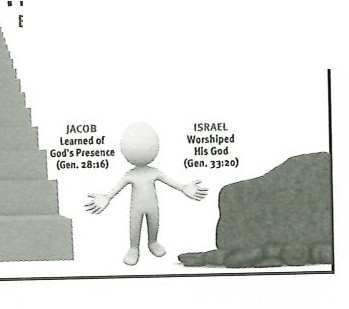 JACOB
Learned of
God's Presence
(Gen. 28:16)
ISRAEL
Worshiped
His God
(Gen. 33:20)